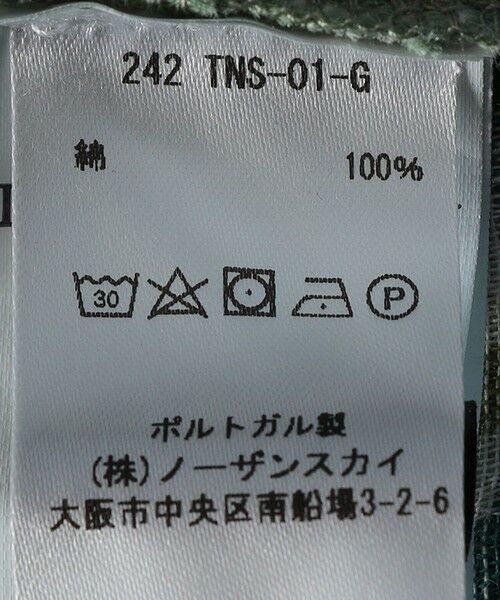 242 TNS-01-G
綿 100%
30 P
ポルトガル製
(株)ノーザンスカイ
大阪市中央区南船場3-2-6